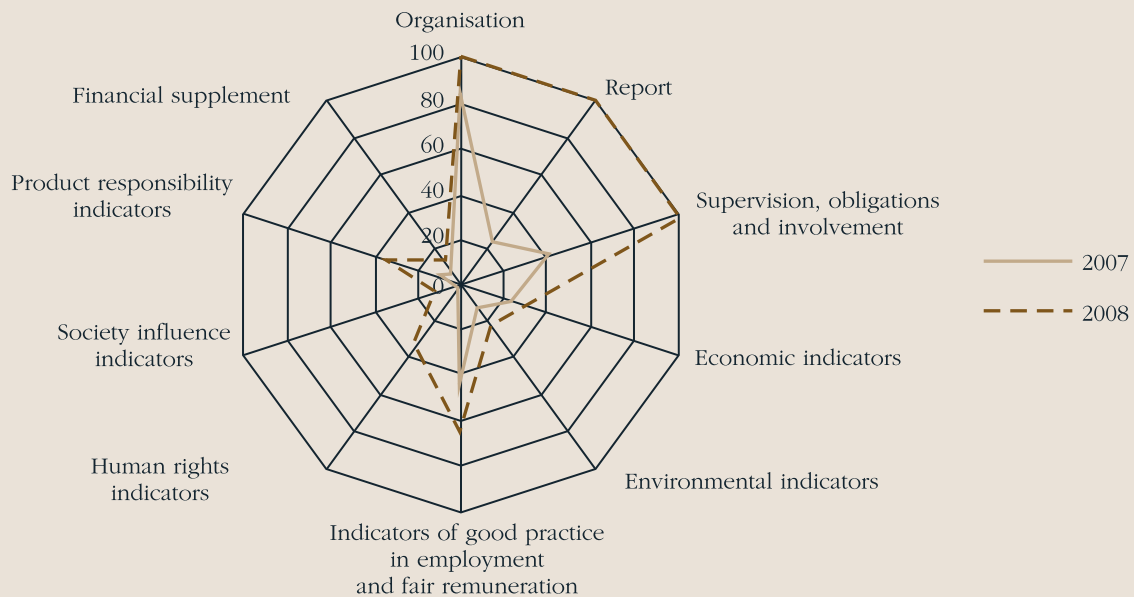 Organisation
100
80
60
40
20
0
Report
Supervision, obligations
and involvement
Economic indicators
Environmental indicators
Indicators of good practice
in employment
and fair remuneration
Human rights
indicators
Society influence
indicators
Product responsibility
indicators
Financial supplement
2007
2008